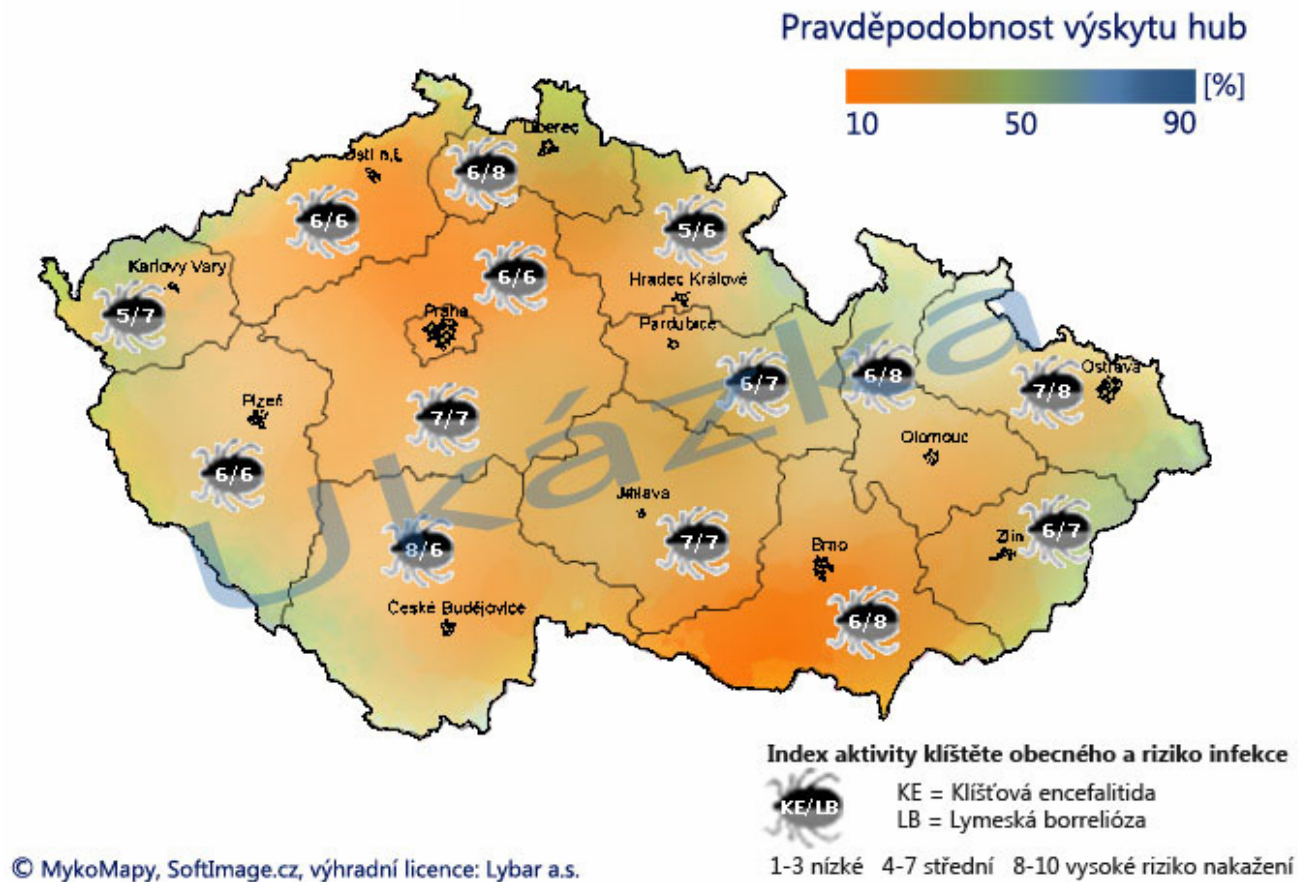 Pravděpodobnost výskytu hub
[%]
10 50 90
Liberec
Ústí n.L
6/8
6/6
5/6
Karlovy Vary
6/6
Hradec Králové
5/7
Praha
Pardubice
6/7
6/8
7/8
Ostrava
Plzeň
7/7
Olomouc
6/6
Jihlava
Ukázka
8/6
7/7
Brno
Zlín
6/7
České Budějovice
6/8
Index aktivity klíštěte obecného a riziko infekce
KE/LB
KE = Klíšťová encefalitida
LB = Lymeská borrelióza
1-3 nízké 4-7 střední 8-10 vysoké riziko nakažení
© MykoMapy, SoftImage.cz, výhradní licence: Lybar a.s.